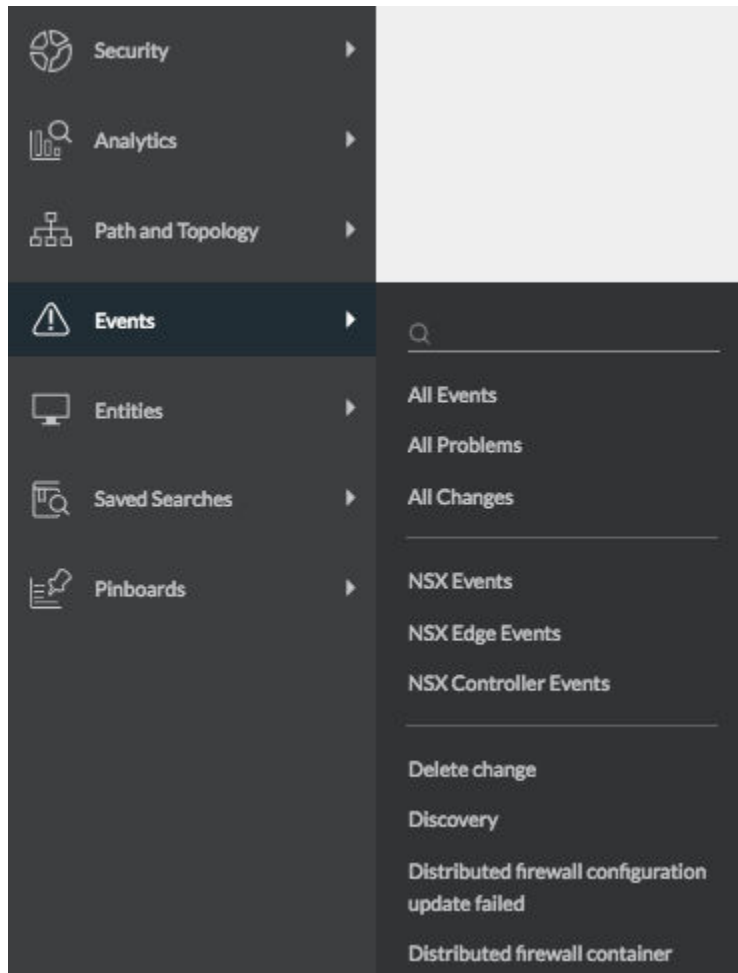 Security
Analytics
Path and Topology
Events
Entities
Saved Searches
Pinboards
All Events
All Problems
All Changes
NSX Events
NSX Edge Events
NSX Controller Events
Delete change
Discovery
Distributed firewall configuration
update failed
Distributed firewall container